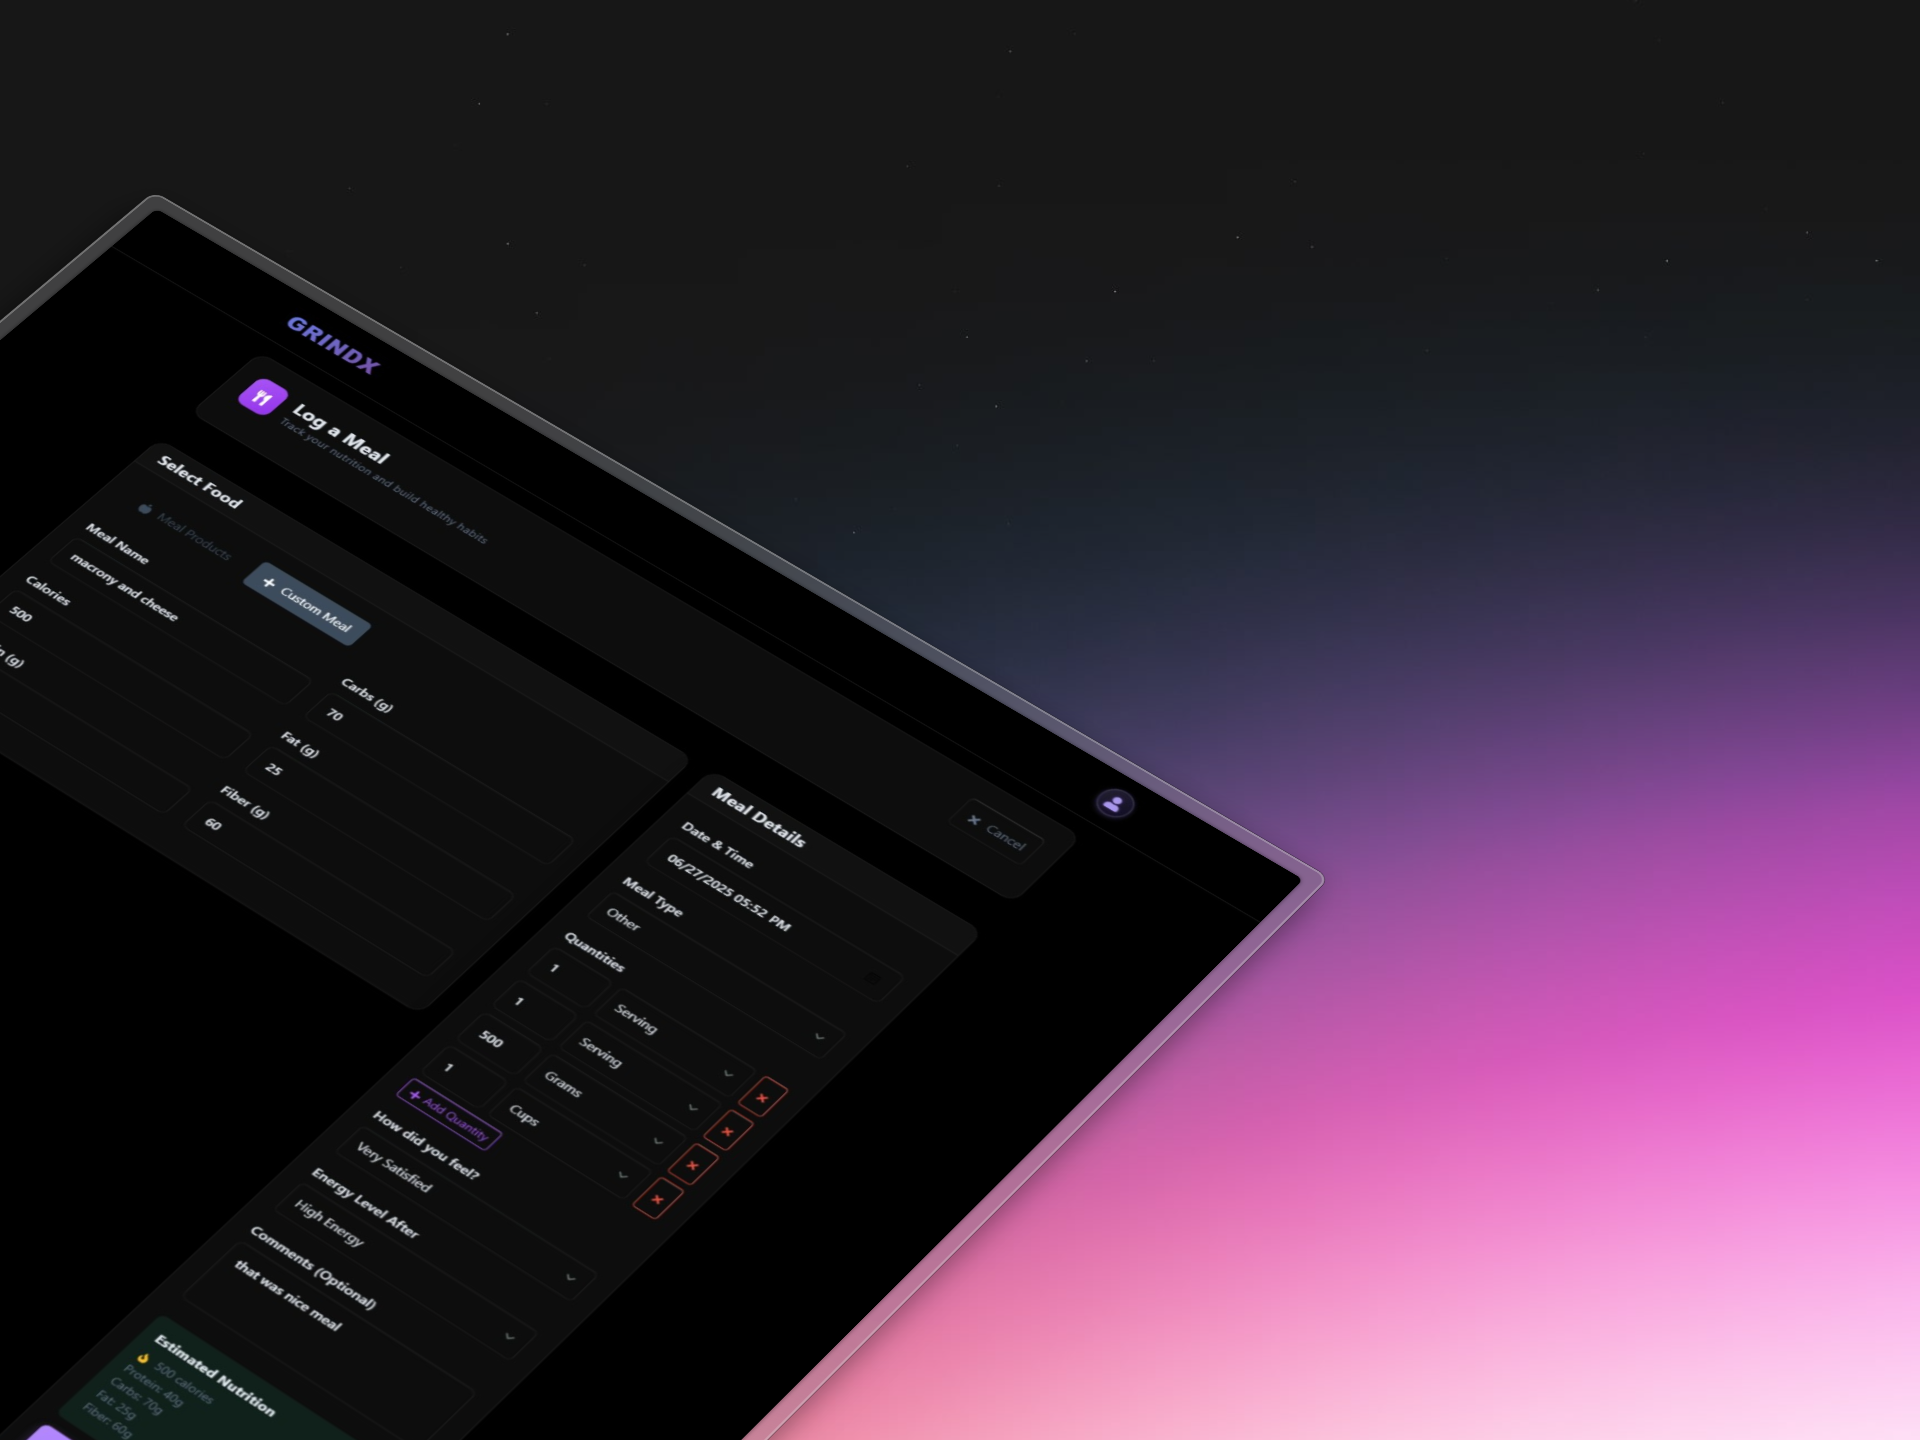 GRINDX
Log a Meal
Track your nutrition and build healthy habits
Cancel
Select Food
Meal Products
Custom Meal
Meal Name
macrony and cheese
Calories
500
(g)
Carbs (g)
70
Fat (g)
25
Fiber (g)
60
Meal Details
Date & Time
06/27/2025 05:52 PM
Meal Type
Other
Quantities
1 Serving
1 Serving
500 Grams
1 Cups
Add Quantity
How did you feel?
Very Satisfied
Energy Level After
High Energy
Comments (Optional)
that was nice meal
Estimated Nutrition
500 calories
Protein: 40g
Carbs: 70g
Fat: 25g
Fiber: 60g